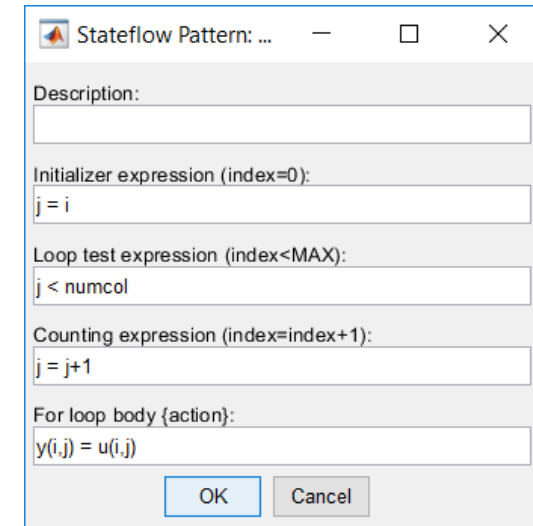 Stateflow Pattern: ...
Description:
Initializer expression (index=0):
j = i
Loop test expression (index<MAX):
j < numcol
Counting expression (index=index+1):
j = j+1
For loop body {action}:
y(i,j) = u(i,j)
OK Cancel